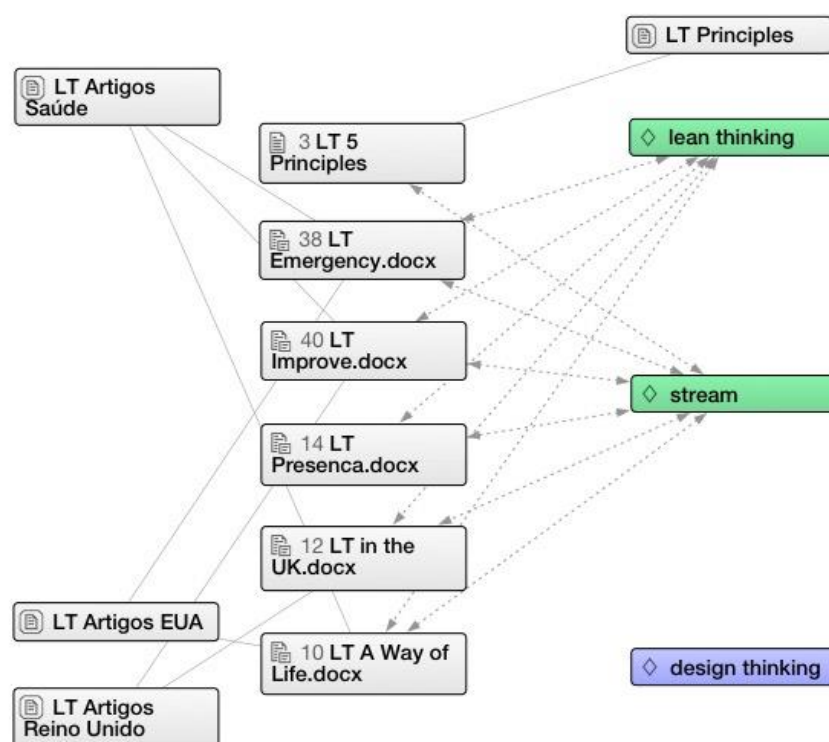 LT Principles
LT Artigos
Saúde
3 LT 5
Principles
lean thinking
38 LT
Emergency.docx
40 LT
Improve.docx
stream
14 LT
Presenca.docx
12 LT in the
UK.docx
LT Artigos EUA
10 LT A Way of
Life.docx
design thinking
LT Artigos
Reino Unido